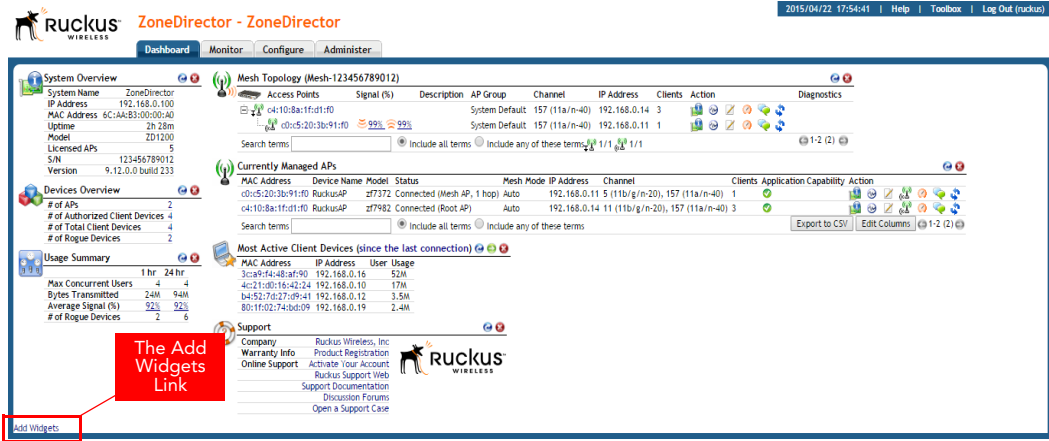 2015/04/22 17:54:41 | Help | Toolbox | Log Out (ruckus)
Ruckus WIRELESS ZoneDirector - ZoneDirector
Dashboard Monitor Configure Administer
System Overview
System Name ZoneDirector
IP Address 192.168.0.100
MAC Address 6C:AA:B3:00:00:A0
Uptime 2h 28m
Model ZD1200
Licensed APs 5
S/N 123456789012
Version 9.12.0.0 build 233
Devices Overview
# of APs 2
# of Authorized Client Devices 4
# of Total Client Devices 4
# of Rogue Devices 2
Usage Summary
1 hr 24 hr
Max Concurrent Users 4 4
Bytes Transmitted 24M 94M
Average Signal (%) 92% 92%
# of Rogue Devices 2 6
Mesh Topology (Mesh-123456789012)
Access Points Signal (%) Description AP Group Channel IP Address Clients Action Diagnostics
c4:10:8a:1f:d1:f0 System Default 157 (11a/n-40) 192.168.0.14 3
c0:c5:20:3b:91:f0 99% 99% System Default 157 (11a/n-40) 192.168.0.11 1
Search terms Include all terms Include any of these terms 1/1 1/1 1-2 (2)
Currently Managed APs
MAC Address Device Name Model Status Mesh Mode IP Address Channel Clients Application Capability Action
c0:c5:20:3b:91:f0 RuckusAP zf7372 Connected (Mesh AP, 1 hop) Auto 192.168.0.11 5 (11b/g/n-20), 157 (11a/n-40) 1
c4:10:8a:1f:d1:f0 RuckusAP zf7982 Connected (Root AP) Auto 192.168.0.14 11 (11b/g/n-20), 157 (11a/n-40) 3
Search terms Include all terms Include any of these terms Export to CSV Edit Columns 1-2 (2)
Most Active Client Devices (since the last connection)
MAC Address IP Address User Usage
3c:a9:f4:48:af:90 192.168.0.16 52M
4c:21:d0:16:42:24 192.168.0.10 17M
b4:52:7d:27:d9:41 192.168.0.12 3.5M
80:1f:02:74:bd:09 192.168.0.19 2.4M
Support
Company Ruckus Wireless, Inc
Warranty Info Product Registration
Online Support Activate Your Account
Ruckus Support Web
Support Documentation
Discussion Forums
Open a Support Case
Ruckus WIRELESS
The Add
Widgets
Link
Add Widgets